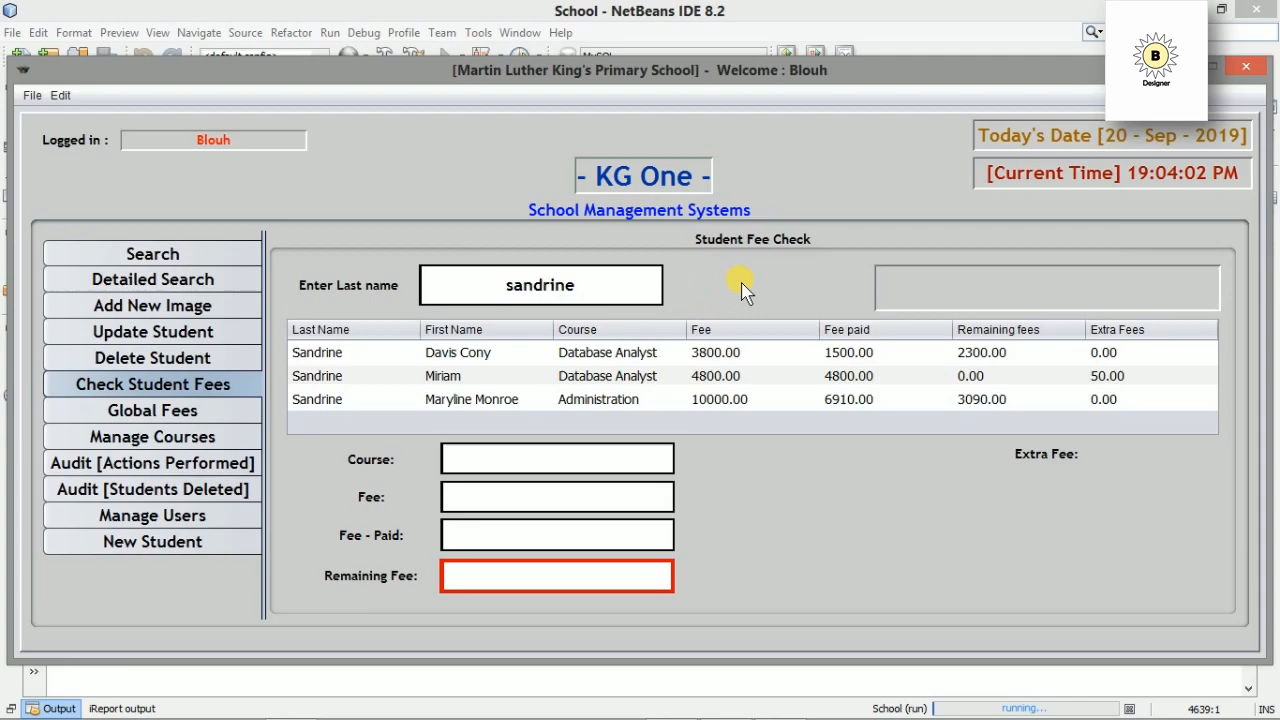 School - NetBeans IDE 8.2
File Edit Format Preview View Navigate Source Refactor Run Debug Profile Team Tools Window Help
B
Designer
[Martin Luther King's Primary School] - Welcome : Blouh
File Edit
Logged in : Blouh
Today's Date [20 - Sep - 2019]
- KG One -
[Current Time] 19:04:02 PM
School Management Systems
Student Fee Check
Search
Detailed Search
Add New Image
Update Student
Delete Student
Check Student Fees
Global Fees
Manage Courses
Audit [Actions Performed]
Audit [Students Deleted]
Manage Users
New Student
Enter Last name sandrine
Last Name First Name Course Fee Fee paid Remaining fees Extra Fees
Sandrine Davis Cony Database Analyst 3800.00 1500.00 2300.00 0.00
Sandrine Miriam Database Analyst 4800.00 4800.00 0.00 50.00
Sandrine Maryline Monroe Administration 10000.00 6910.00 3090.00 0.00
Course:
Extra Fee:
Fee:
Fee - Paid:
Remaining Fee:
>>
Output iReport output School (run) running... 4639:1 INS